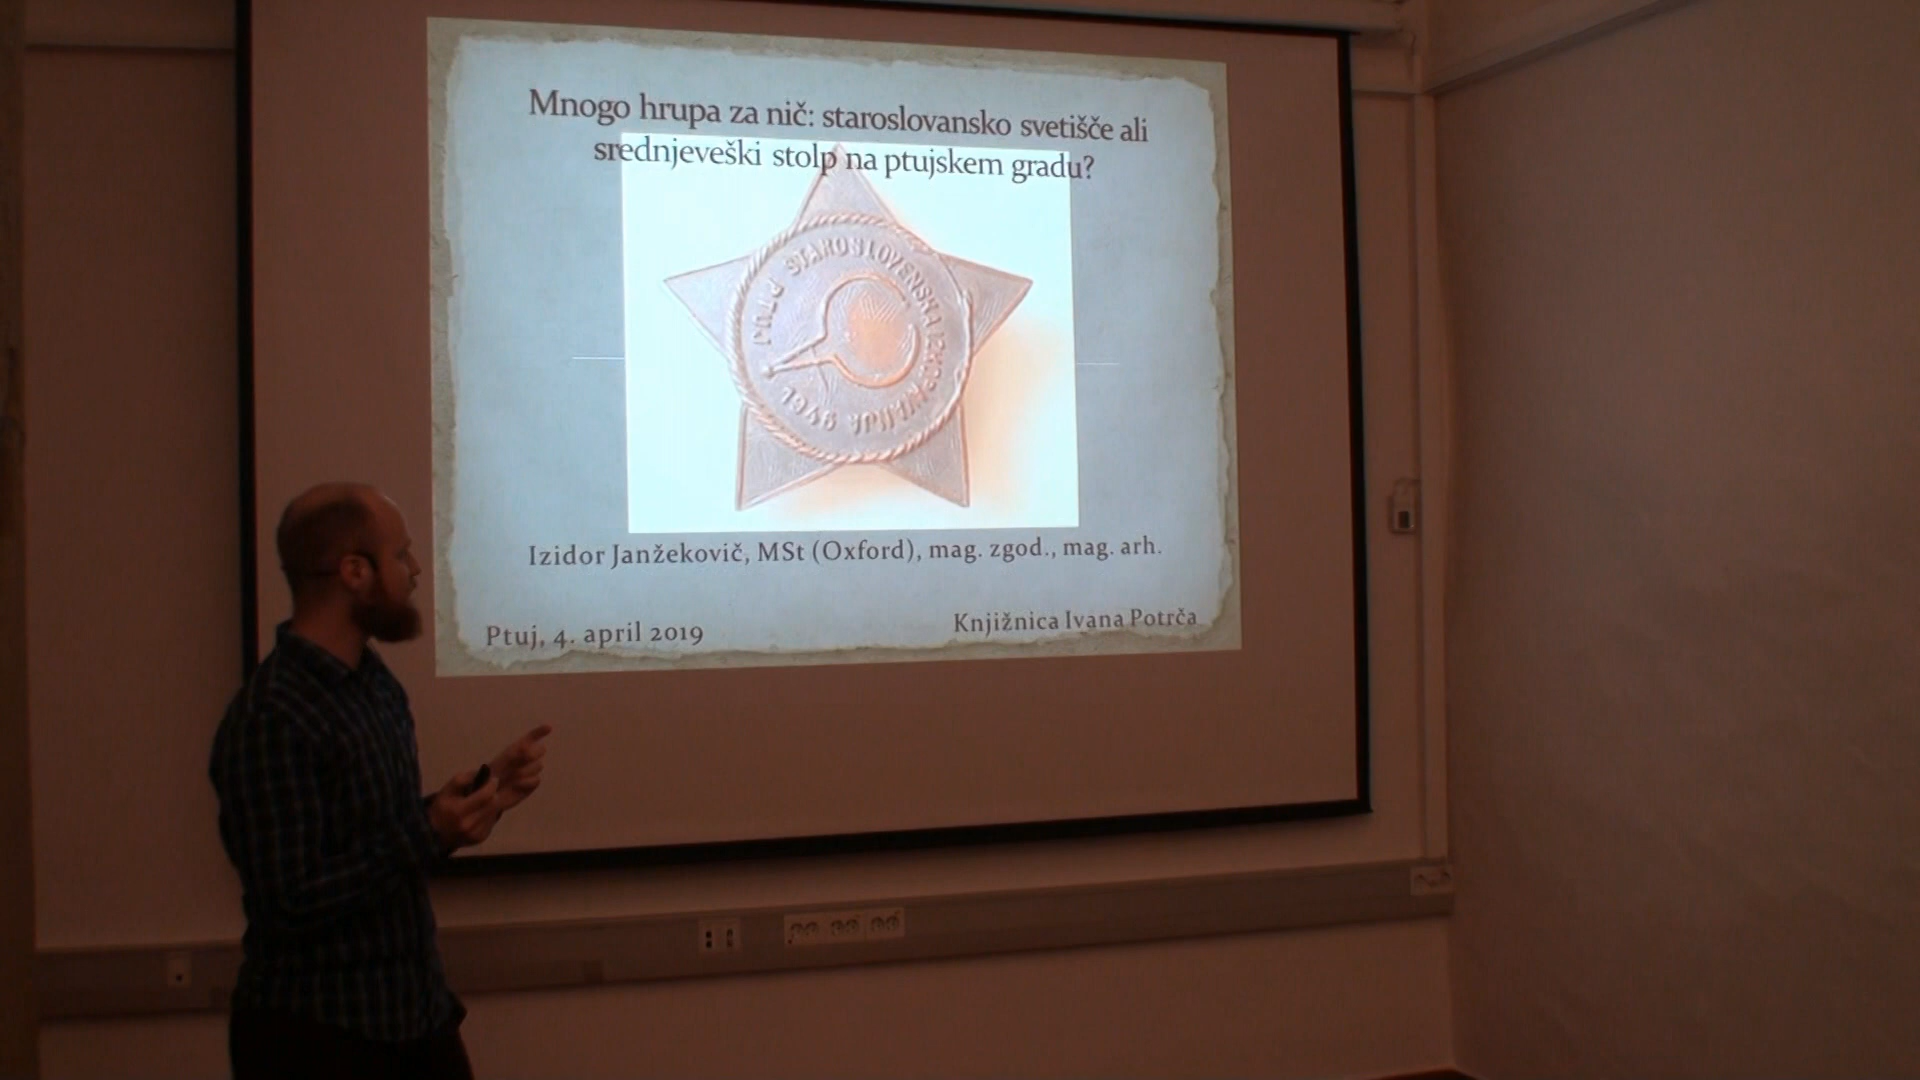 Mnogo hrupa za nič: staroslovansko svetišče ali
srednjeveški stolp na ptujskem gradu?
PTUJ STAROSLOVENSKA IZKOPAVANJA
1946
Izidor Janžekovič, MSt (Oxford), mag. zgod., mag. arh.
Ptuj, 4. april 2019
Knjižnica Ivana Potrča